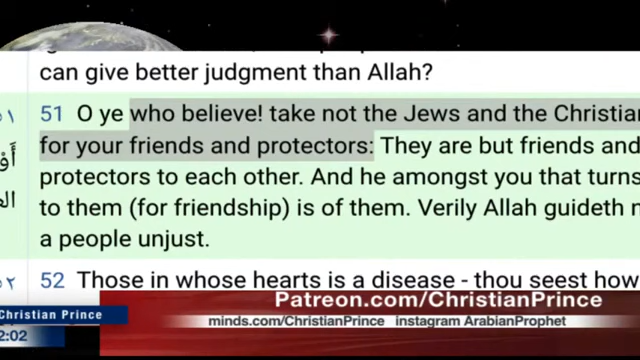 can give better judgment than Allah?
51 O ye who believe! take not the Jews and the Christian
for your friends and protectors: They are but friends and
protectors to each other. And he amongst you that turns
to them (for friendship) is of them. Verily Allah guideth n
a people unjust.
52 Those in whose hearts is a disease - thou seest how
Patreon.com/ChristianPrince
Christian Prince
minds.com/ChristianPrince instagram ArabianProphet
2:02